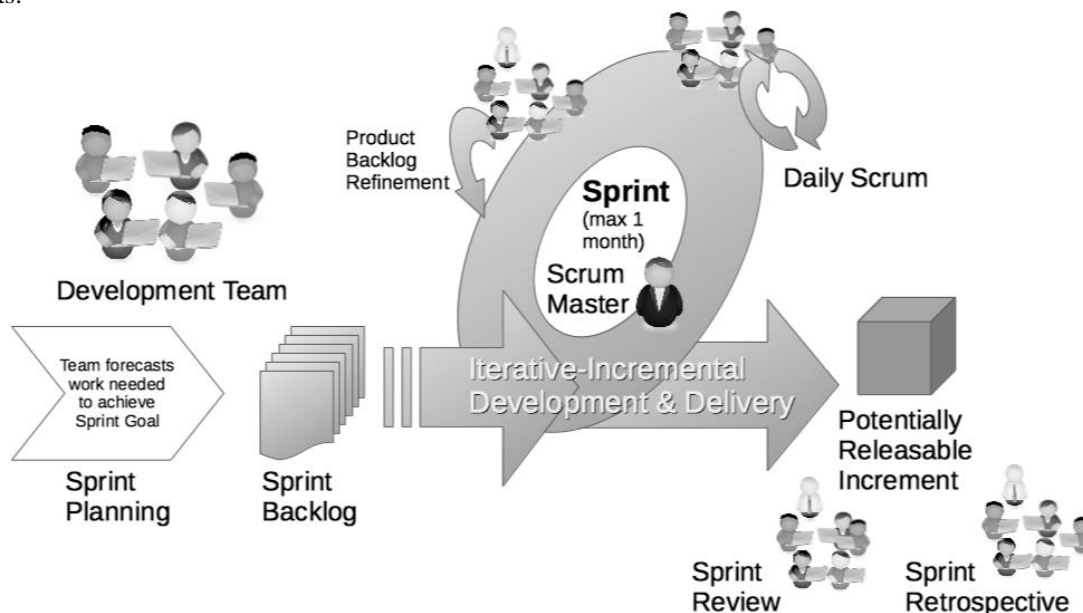 ts.
Product
Backlog
Refinement
Sprint
(max 1
month)
Scrum
Master
Daily Scrum
Development Team
Team forecasts
work needed
to achieve
Sprint Goal
Sprint
Planning
Sprint
Backlog
Iterative-Incremental
Development & Delivery
Potentially
Releasable
Increment
Sprint
Review
Sprint
Retrospective